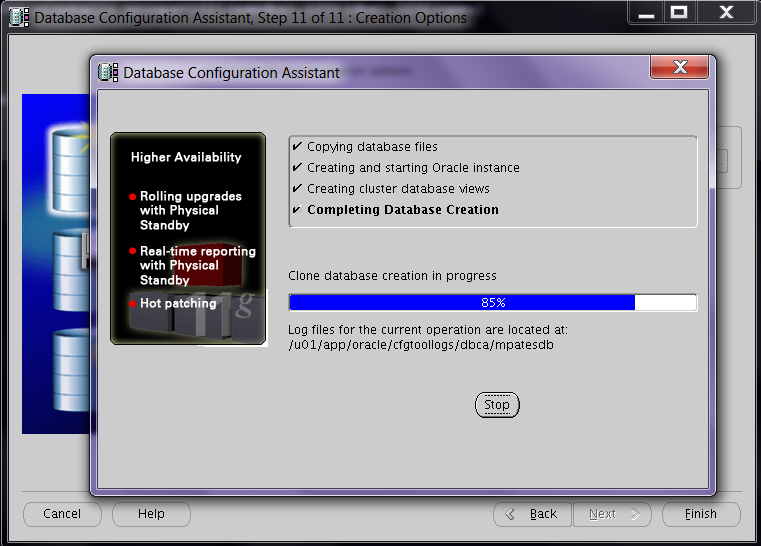 Database Configuration Assistant, Step 11 of 11 : Creation Options
Database Configuration Assistant
Higher Availability
Rolling upgrades
with Physical
Standby
Real-time reporting
with Physical
Standby
Hot patching
11g
Copying database files
Creating and starting Oracle instance
Creating cluster database views
Completing Database Creation
Clone database creation in progress
85%
Log files for the current operation are located at:
/u01/app/oracle/cfgtoollogs/dbca/mpatesdb
Stop
Cancel
Help
Back
Next
Finish